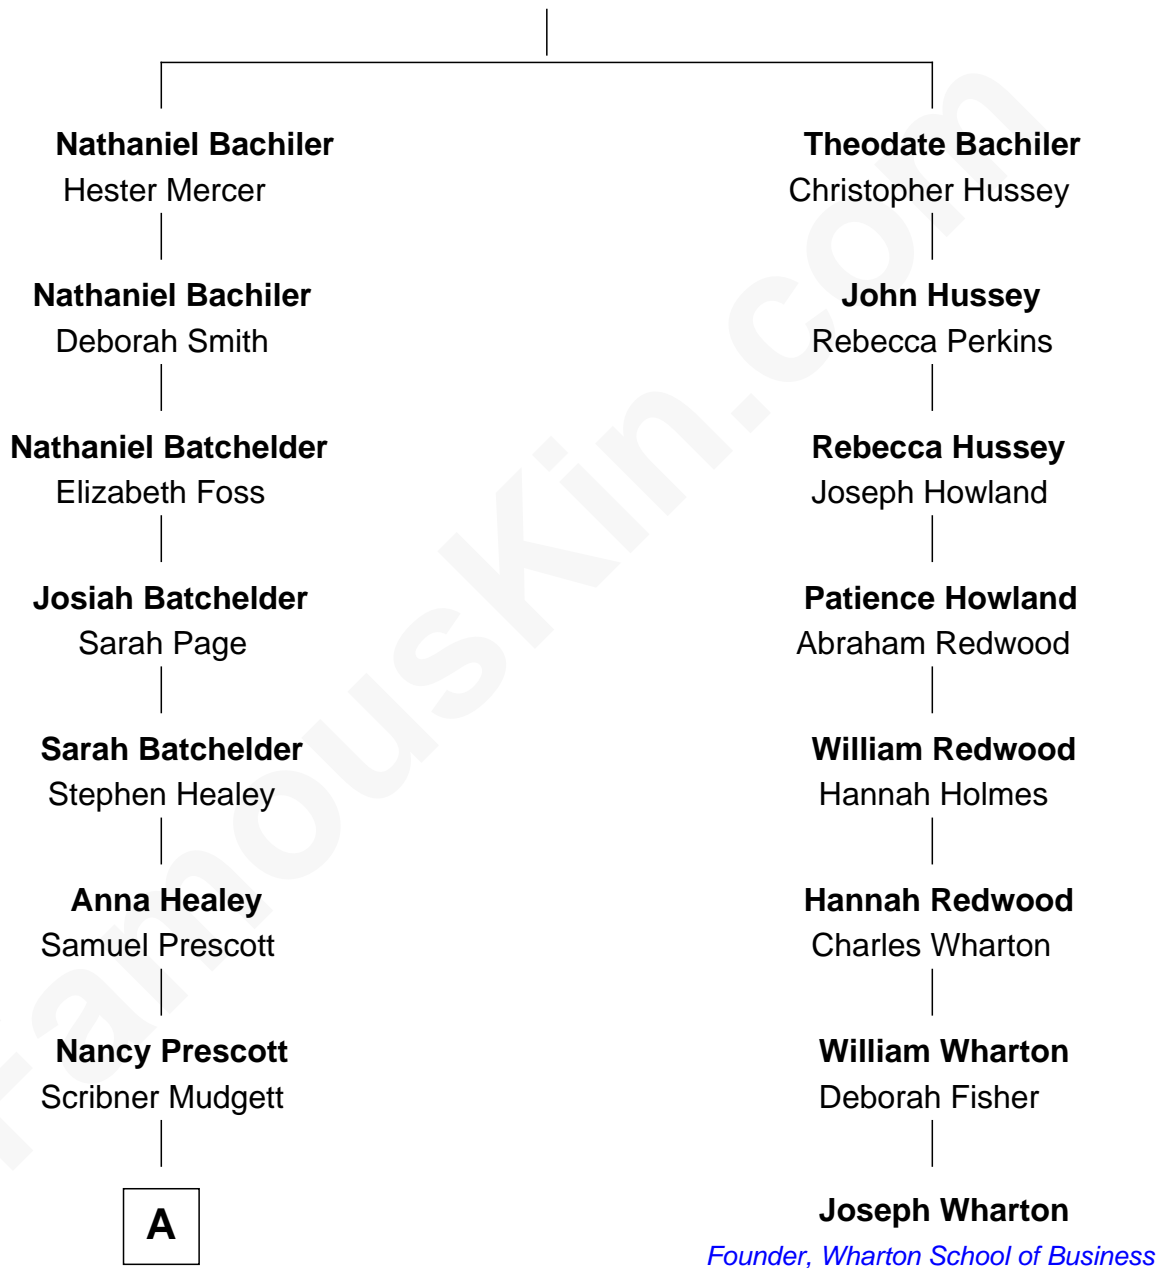 Nathaniel Bachiler
Hester Mercer
Nathaniel Bachiler
Deborah Smith
Nathaniel Batchelder
Elizabeth Foss
Josiah Batchelder
Sarah Page
Sarah Batchelder
Stephen Healey
Anna Healey
Samuel Prescott
Nancy Prescott
Scribner Mudgett
A
Theodate Bachiler
Christopher Hussey
John Hussey
Rebecca Perkins
Rebecca Hussey
Joseph Howland
Patience Howland
Abraham Redwood
William Redwood
Hannah Holmes
Hannah Redwood
Charles Wharton
William Wharton
Deborah Fisher
Joseph Wharton
Founder, Wharton School of Business
FamousKin.com